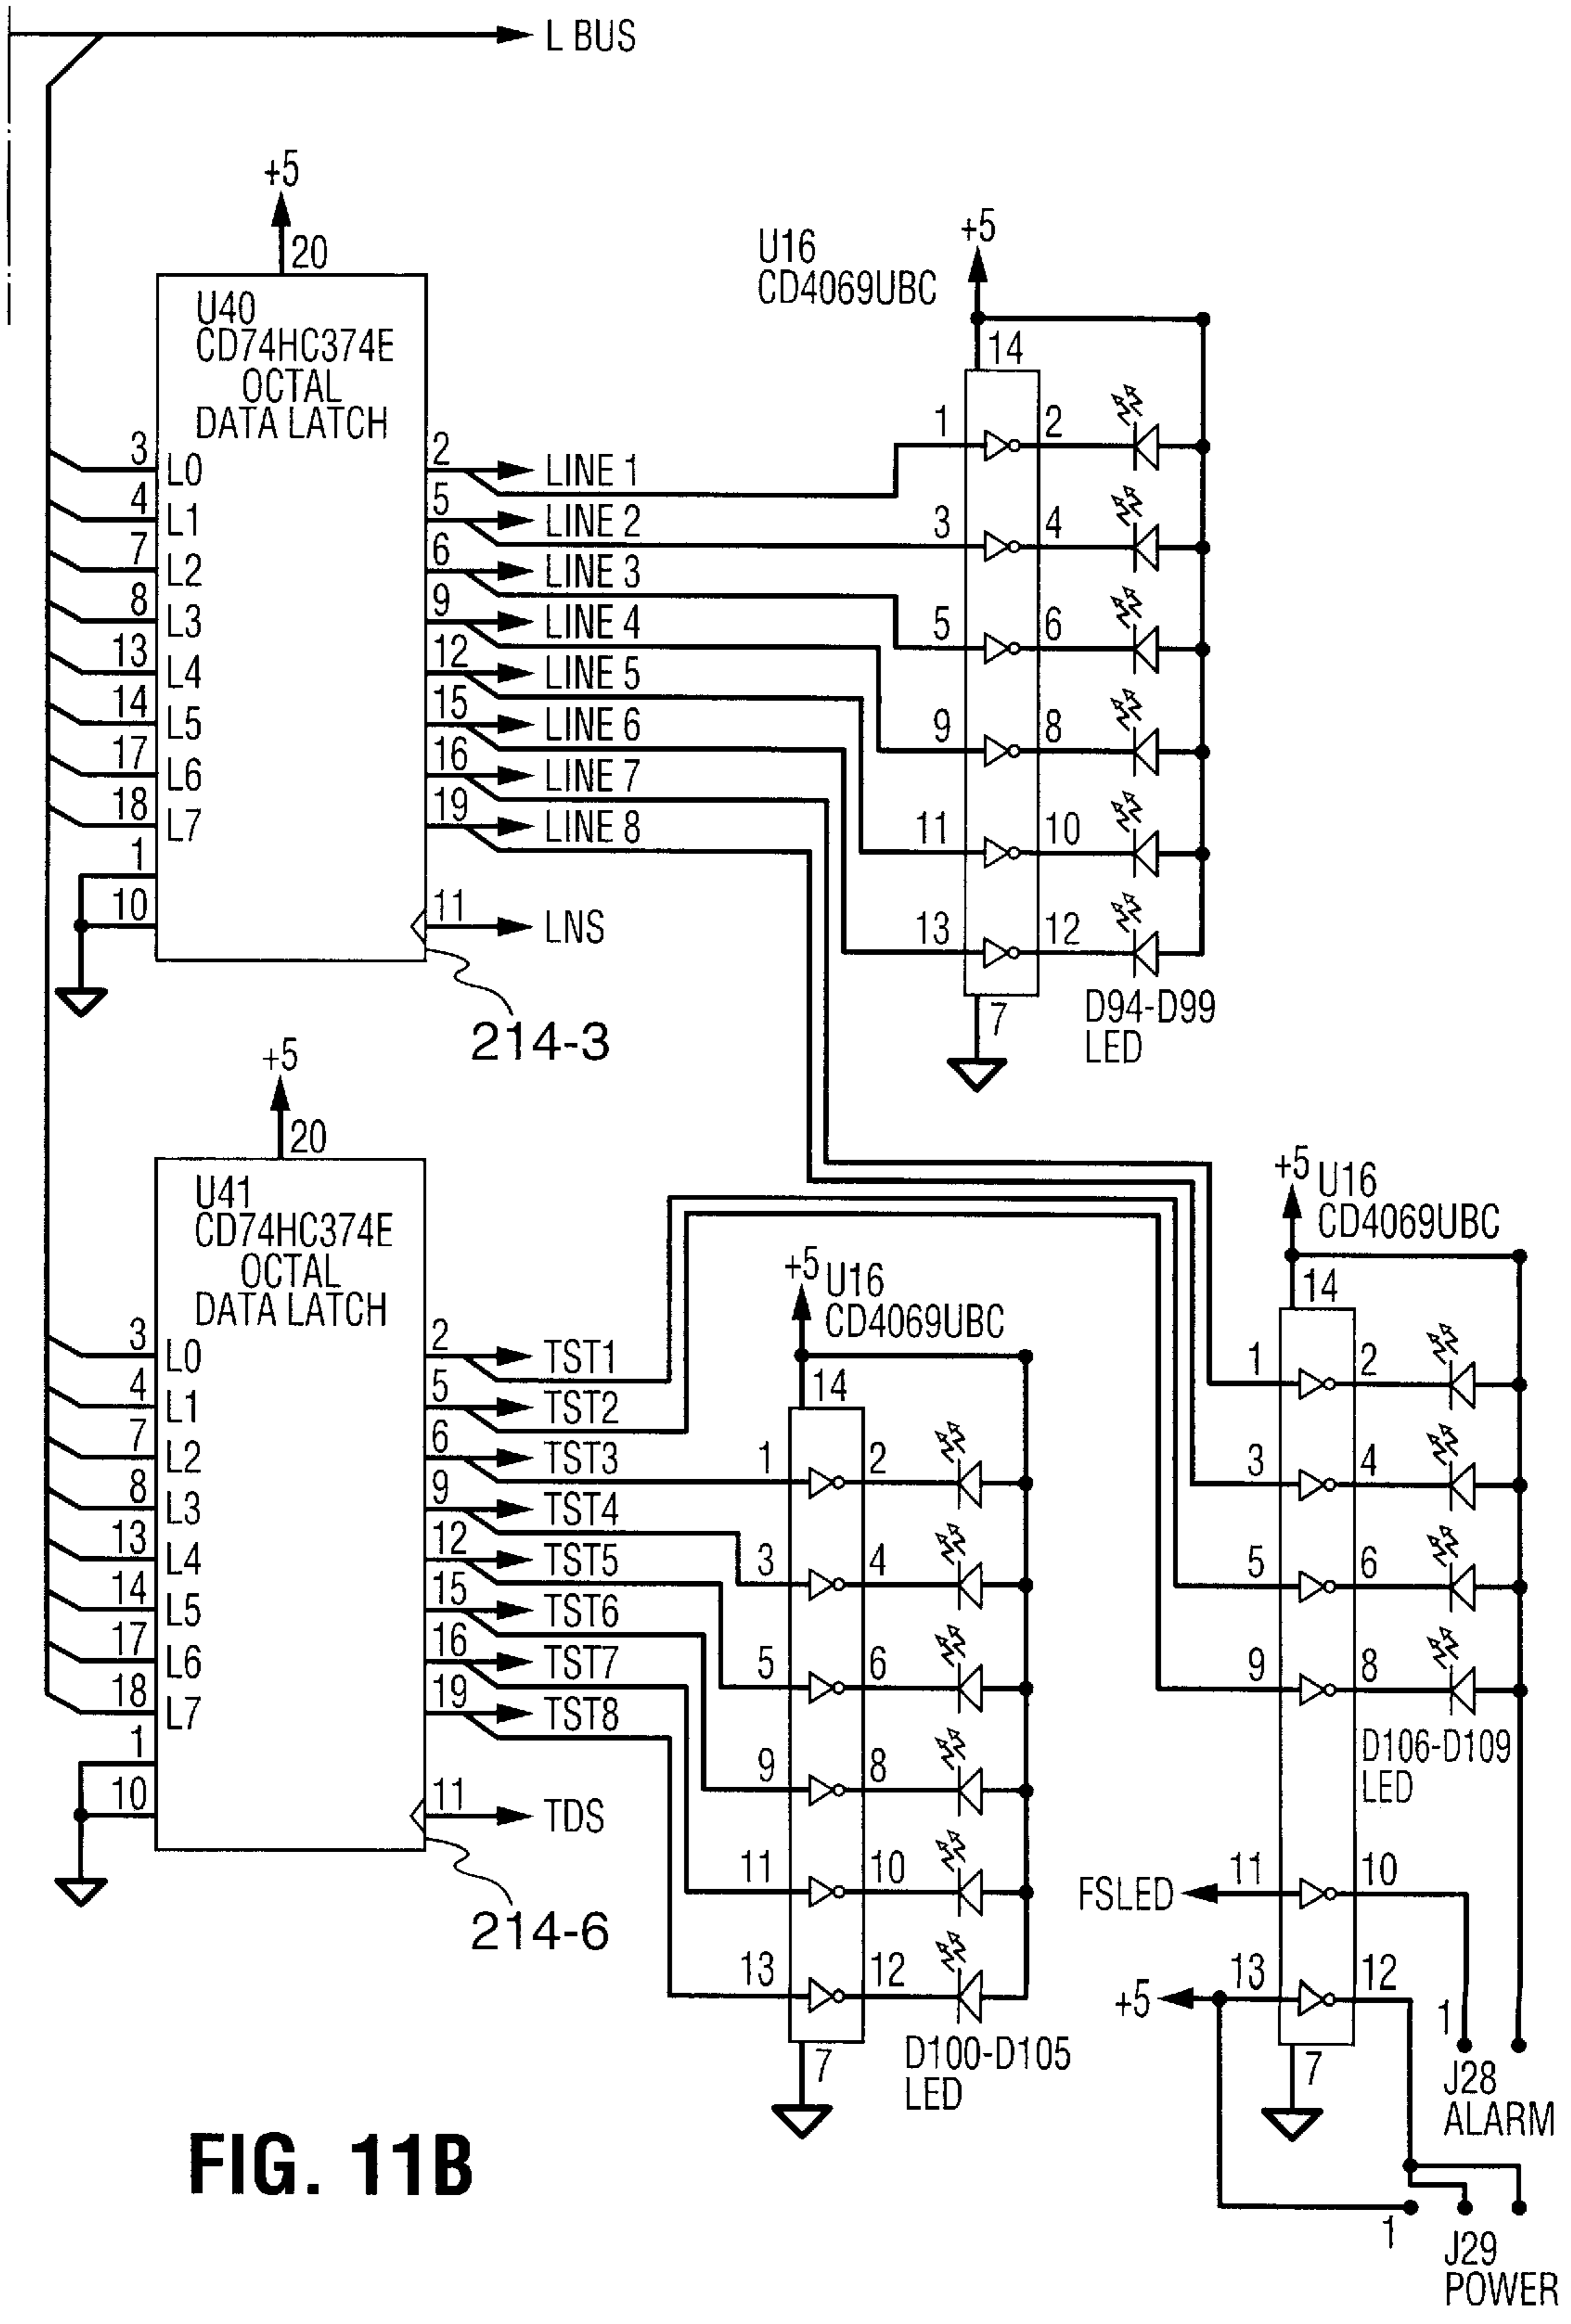 L BUS
+5
20
U40
CD74HC374E
OCTAL
DATA LATCH
3 L0
4 L1
7 L2
8 L3
13 L4
14 L5
17 L6
18 L7
1
10
2 LINE 1
5 LINE 2
6 LINE 3
9 LINE 4
12 LINE 5
15 LINE 6
16 LINE 7
19 LINE 8
11 LNS
214-3
U16
CD4069UBC
+5
14
1 2
3 4
5 6
9 8
11 10
13 12
7
D94-D99
LED
+5
20
U41
CD74HC374E
OCTAL
DATA LATCH
3 L0
4 L1
7 L2
8 L3
13 L4
14 L5
17 L6
18 L7
1
10
2 TST1
5 TST2
6 TST3
9 TST4
12 TST5
15 TST6
16 TST7
19 TST8
11 TDS
214-6
+5 U16
CD4069UBC
14
1 2
3 4
5 6
9 8
11 10
13 12
7
D100-D105
LED
+5 U16
CD4069UBC
14
1 2
3 4
5 6
9 8
D106-D109
LED
FSLED 11 10
+5 13 12
7
1
J28
ALARM
1
J29
POWER
FIG. 11B